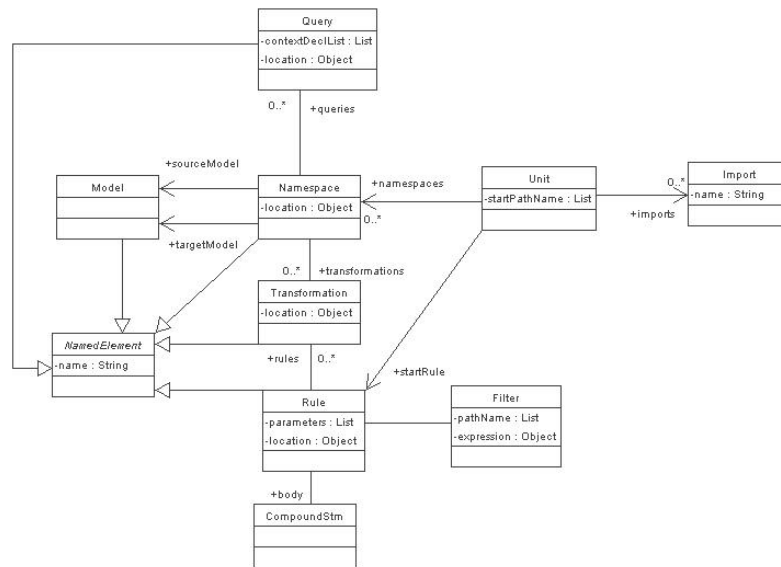 Query
-contextDeclList : List
-location : Object
0..*
+queries
+sourceModel
Model
Namespace
-location : Object
+namespaces
0..*
Unit
-startPathName : List
0..*
Import
-name : String
+imports
+targetModel
0..*
+transformations
Transformation
-location : Object
NamedElement
-name : String
+rules
0..*
+startRule
Rule
-parameters : List
-location : Object
Filter
-pathName : List
-expression : Object
+body
CompoundStm